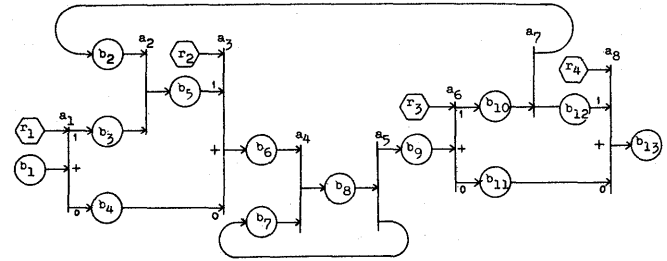 a₇
a₂
a₃
a₈
b₂
r₂
r₄
b₅
1
r₃
a₆
b₁₀
b₁₂
1
r₁
a₁
1
b₃
1
+
b₆
a₄
a₅
b₉
+
+
b₁₃
b₁
+
b₈
0
b₄
0
b₇
0
b₁₁
0